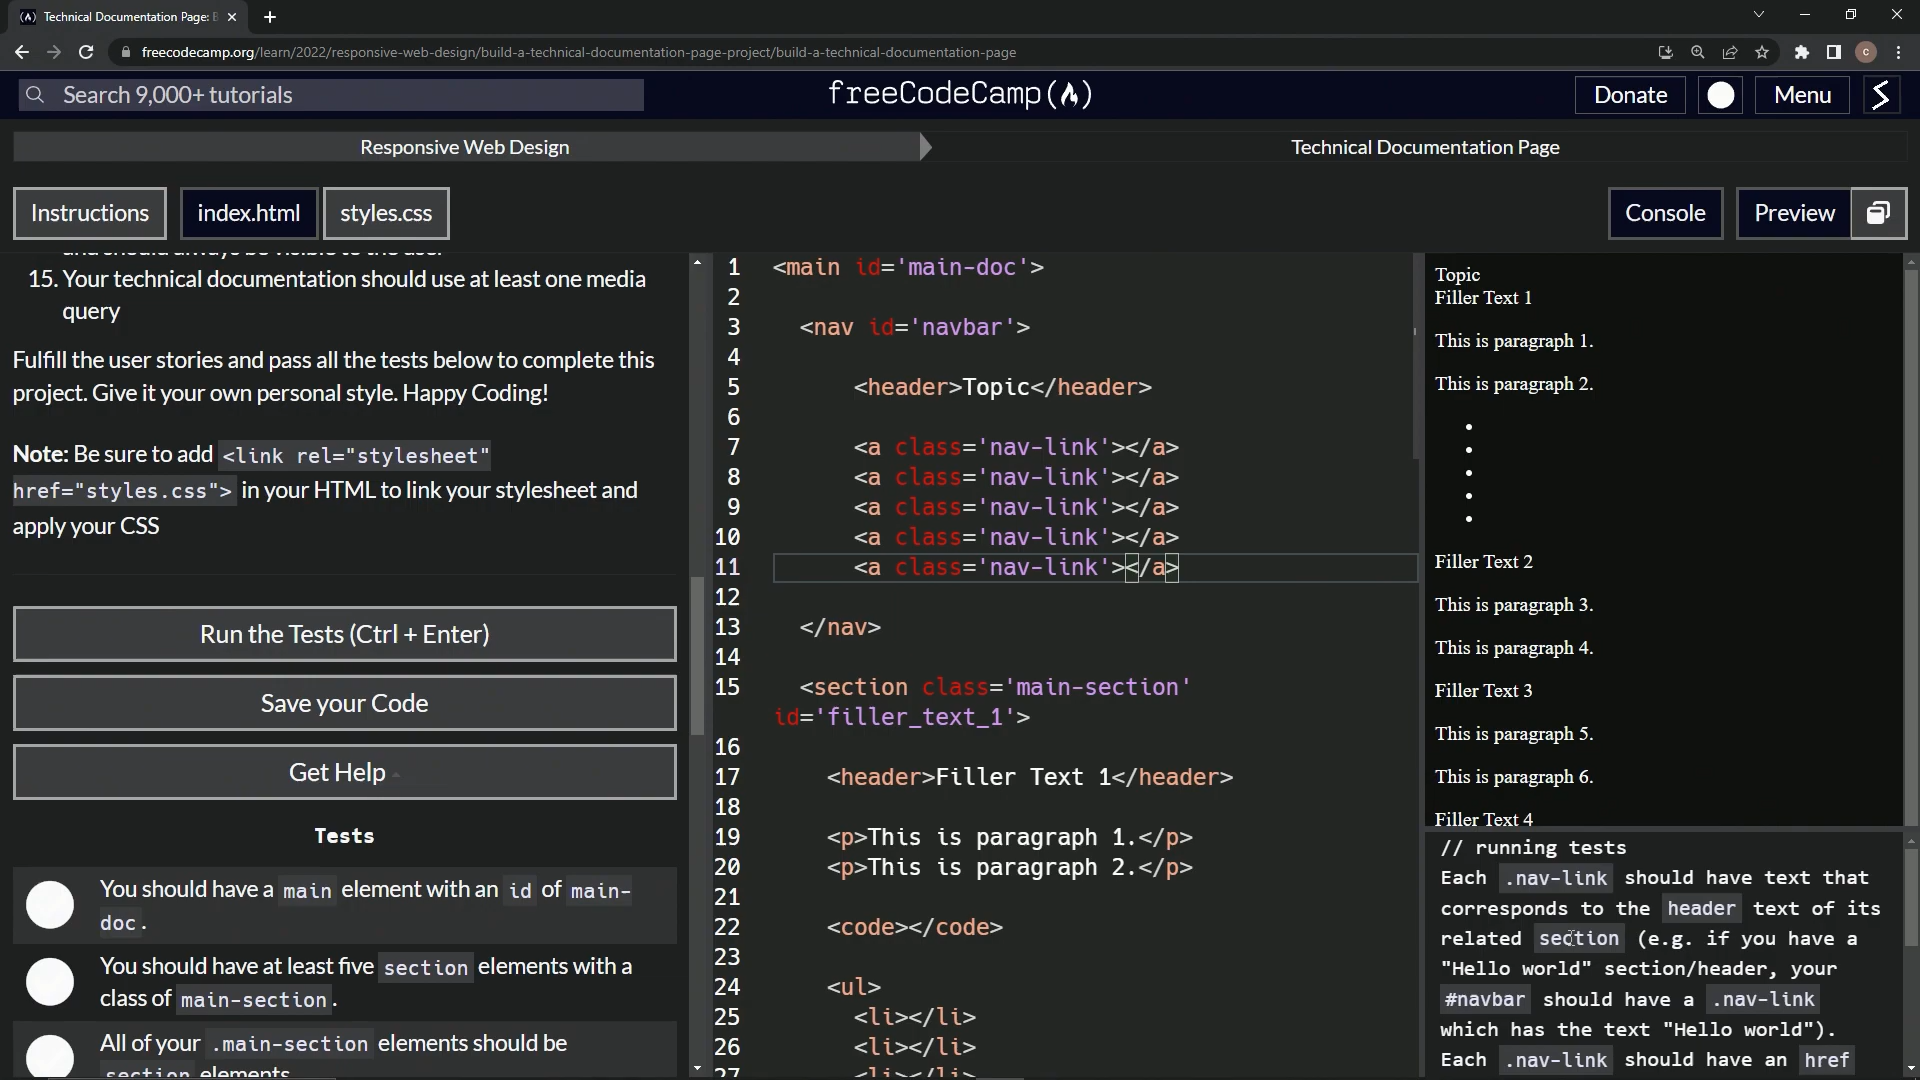 Technical Documentation Page: B
freecodecamp.org/learn/2022/responsive-web-design/build-a-technical-documentation-page-project/build-a-technical-documentation-page
C
Search 9,000+ tutorials
freeCodeCamp
Donate
Menu
Responsive Web Design
Technical Documentation Page
Instructions
index.html
styles.css
Console
Preview
and should always be visible to the user
15. Your technical documentation should use at least one media
query
Fulfill the user stories and pass all the tests below to complete this
project. Give it your own personal style. Happy Coding!
Note: Be sure to add <link rel="stylesheet"
href="styles.css"> in your HTML to link your stylesheet and
apply your CSS
Run the Tests (Ctrl + Enter)
Save your Code
Get Help
Tests
You should have a main element with an id of main-
doc.
You should have at least five section elements with a
class of main-section.
All of your .main-section elements should be
section elements
1 <main id='main-doc'>
2
3 <nav id='navbar'>
4
5 <header>Topic</header>
6
7 <a class='nav-link'></a>
8 <a class='nav-link'></a>
9 <a class='nav-link'></a>
10 <a class='nav-link'></a>
11 <a class='nav-link'></a>
12
13 </nav>
14
15 <section class='main-section'
id='filler_text_1'>
16
17 <header>Filler Text 1</header>
18
19 <p>This is paragraph 1.</p>
20 <p>This is paragraph 2.</p>
21
22 <code></code>
23
24 <ul>
25 <li></li>
26 <li></li>
27 <li></li>
Topic
Filler Text 1
This is paragraph 1.
This is paragraph 2.
Filler Text 2
This is paragraph 3.
This is paragraph 4.
Filler Text 3
This is paragraph 5.
This is paragraph 6.
Filler Text 4
// running tests
Each .nav-link should have text that
corresponds to the header text of its
related section (e.g. if you have a
"Hello world" section/header, your
#navbar should have a .nav-link
which has the text "Hello world").
Each .nav-link should have an href